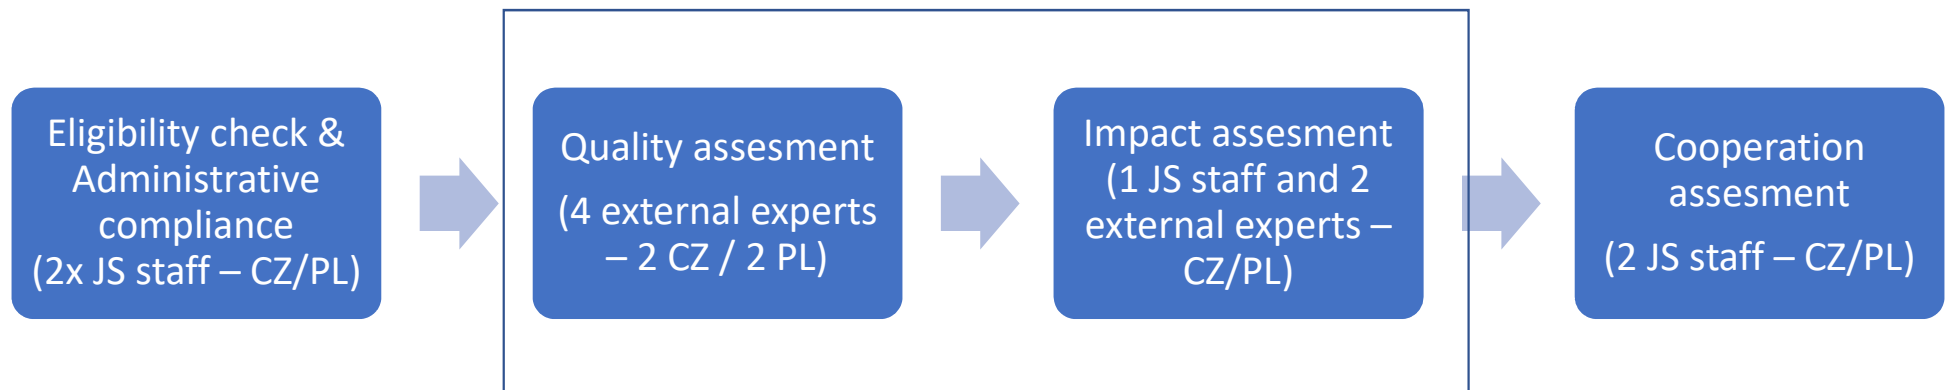 Eligibility check &
Administrative
compliance
(2x JS staff – CZ/PL)
Quality assesment
(4 external experts
– 2 CZ / 2 PL)
Impact assesment
(1 JS staff and 2
external experts –
CZ/PL)
Cooperation
assesment
(2 JS staff – CZ/PL)